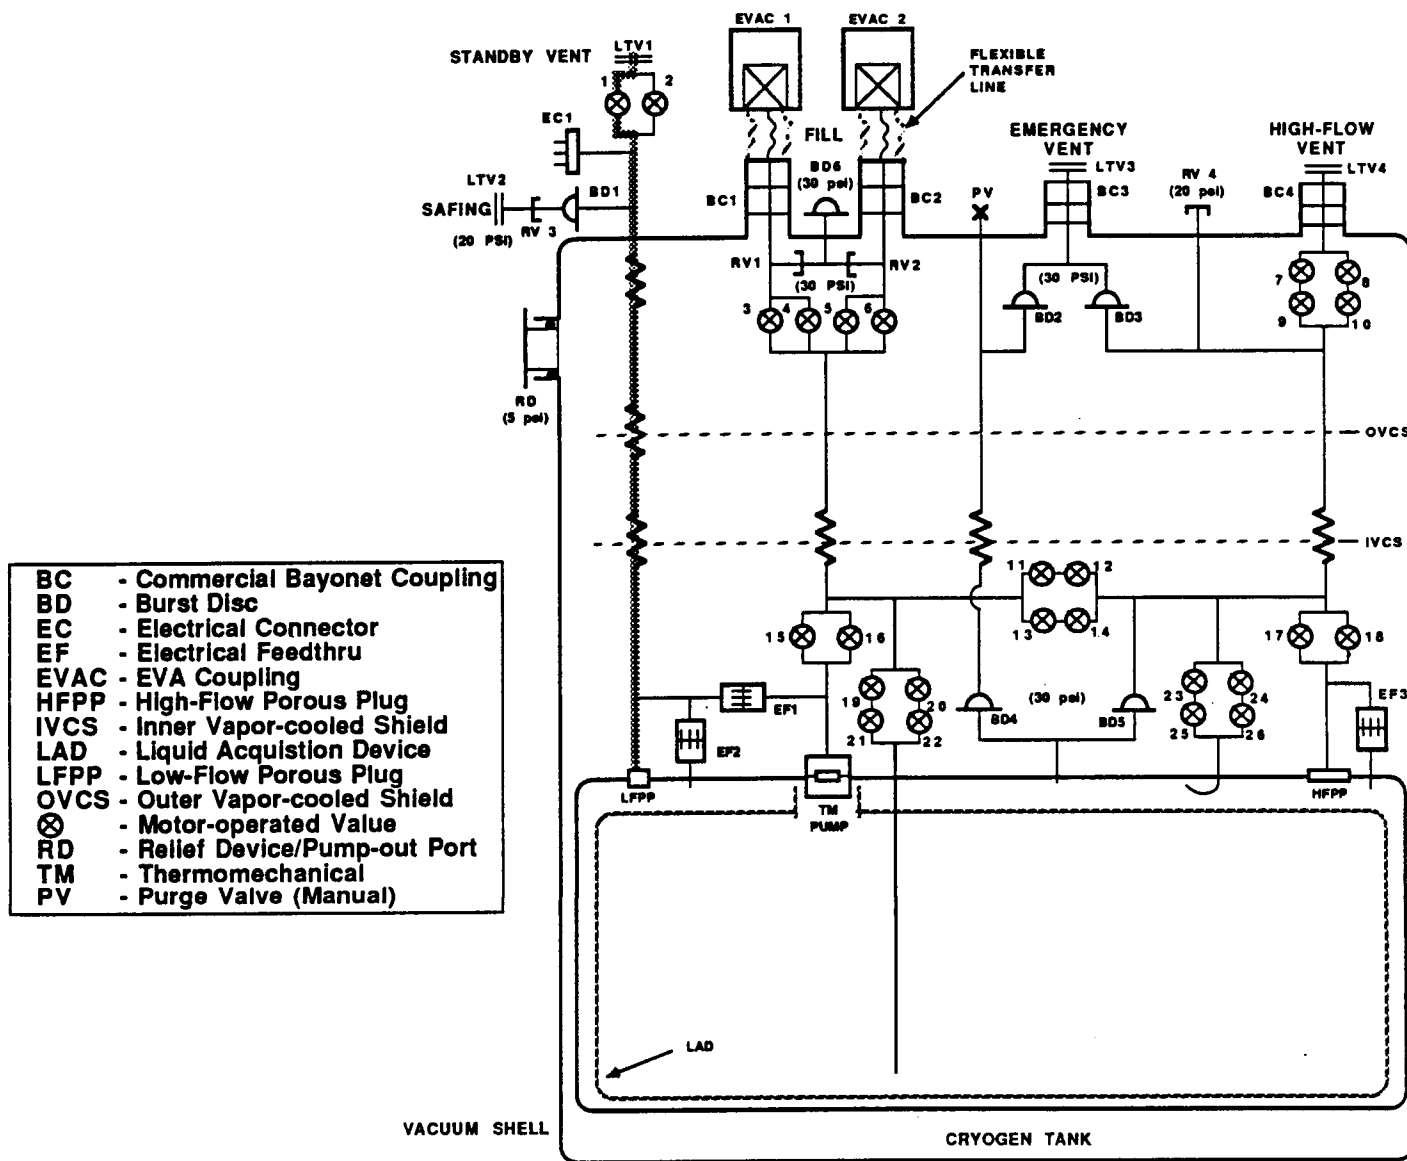 EVAC 1
EVAC 2
STANDBY VENT
LTV1
FLEXIBLE
TRANSFER
LINE
1
2
EC1
FILL
EMERGENCY
VENT
HIGH-FLOW
VENT
LTV2
BD1
BD6
(30 psi)
LTV3
RV 4
(20 psi)
LTV4
SAFING
RV 3
(20 PSI)
BC1
BC2
PV
BC3
BC4
RV1
RV2
(30 PSI)
(30 PSI)
7
8
3
4
5
6
BD2
BD3
9
10
RD
(5 psi)
OVCS
IVCS
11
12
13
14
15
16
17
18
19
20
21
22
BD4
(30 psi)
BD5
23
24
25
26
EF1
EF2
EF3
LFPP
TM
PUMP
HFPP
LAD
VACUUM SHELL
CRYOGEN TANK
BC - Commercial Bayonet Coupling
BD - Burst Disc
EC - Electrical Connector
EF - Electrical Feedthru
EVAC - EVA Coupling
HFPP - High-Flow Porous Plug
IVCS - Inner Vapor-cooled Shield
LAD - Liquid Acquistion Device
LFPP - Low-Flow Porous Plug
OVCS - Outer Vapor-cooled Shield
- Motor-operated Value
RD - Relief Device/Pump-out Port
TM - Thermomechanical
PV - Purge Valve (Manual)